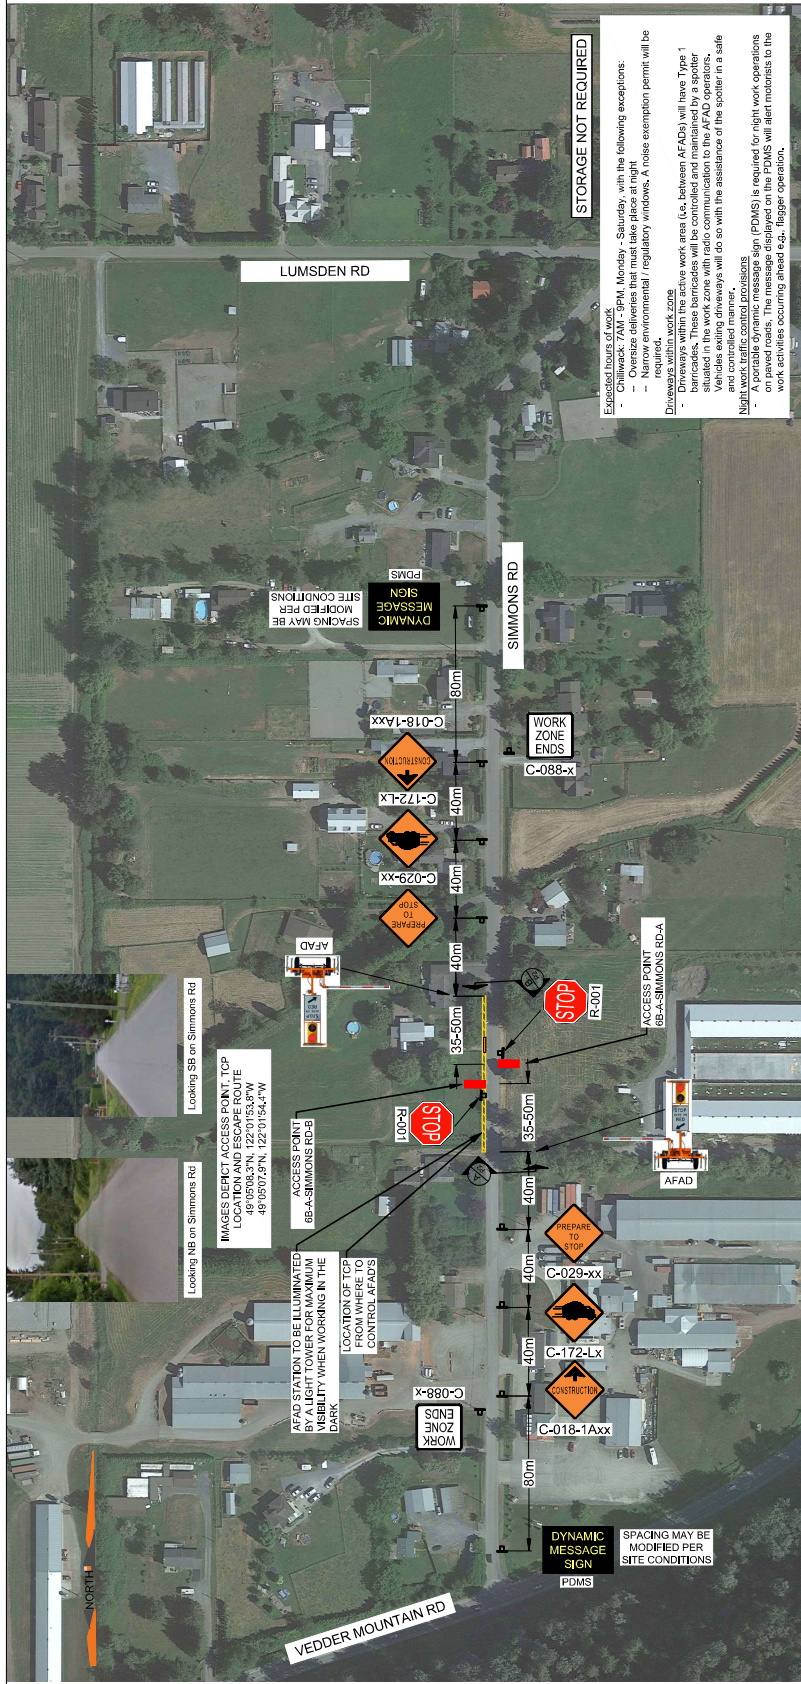 STORAGE NOT REQUIRED
Expected hours of work
- Chilliwack: 7AM - 9PM, Monday - Saturday, with the following exceptions:
-- Oversize deliveries that must take place at night
-- Narrow environmental / regulatory windows. A noise exemption permit will be
required.
Driveways within work zone
- Driveways within the active work area (i.e. between AFADs) will have Type 1
barricades. These barricades will be controlled and maintained by a spotter
situated in the work zone with radio communication to the AFAD operators.
Vehicles exiting driveways will do so with the assistance of the spotter in a safe
and controlled manner.
Night work traffic control provisions
- A portable dynamic message sign (PDMS) is required for night work operations
on paved roads. The message displayed on the PDMS will alert motorists to the
work activities occurring ahead e.g., flagger operation.
LUMSDEN RD
SIMMONS RD
SPACING MAY BE
MODIFIED PER
SITE CONDITIONS
DYNAMIC
MESSAGE
SIGN
PDMS
80m
C-018-1Axx
CONSTRUCTION
WORK
ZONE
ENDS
C-088-x
40m
C-172-Lx
40m
C-029-xx
PREPARE
TO
STOP
40m
AFAD
Looking SB on Simmons Rd
Looking NB on Simmons Rd
IMAGES DEPICT ACCESS POINT, TCP
LOCATION AND ESCAPE ROUTE
49°05'08.3"N, 122°01'53.8"W
49°05'07.9"N, 122°01'54.4"W
35-50m
STOP
R-001
ACCESS POINT
6B-A-SIMMONS RD-A
ACCESS POINT
6B-A-SIMMONS RD-B
R-001
STOP
35-50m
AFAD
AFAD STATION TO BE ILLUMINATED
BY A LIGHT TOWER FOR MAXIMUM
VISIBILITY WHEN WORKING IN THE
DARK
LOCATION OF TCP
FROM WHERE TO
CONTROL AFAD'S
40m
PREPARE
TO
STOP
C-029-xx
40m
C-172-Lx
40m
CONSTRUCTION
C-018-1Axx
C-088-x
WORK
ZONE
ENDS
80m
DYNAMIC
MESSAGE
SIGN
PDMS
SPACING MAY BE
MODIFIED PER
SITE CONDITIONS
NORTH
VEDDER MOUNTAIN RD